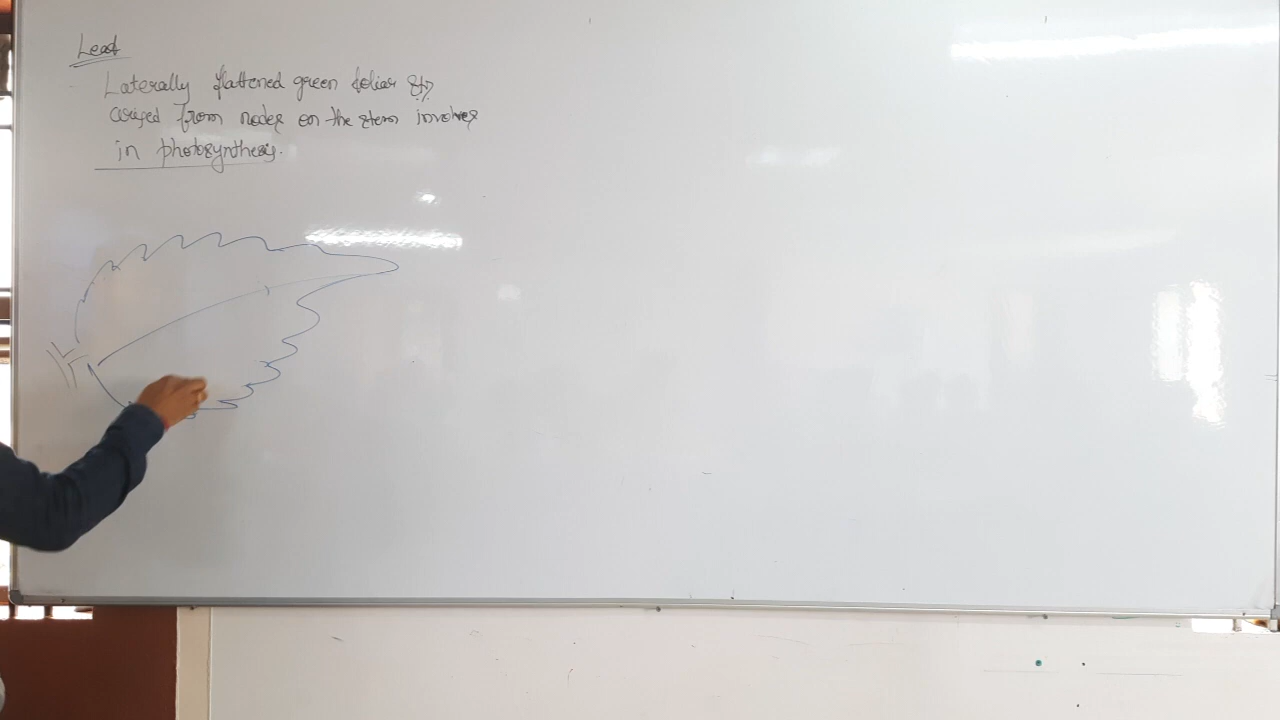 Leaf
Laterally flattened green foliar
arised from nodes on the stem involves
in photosynthesis.